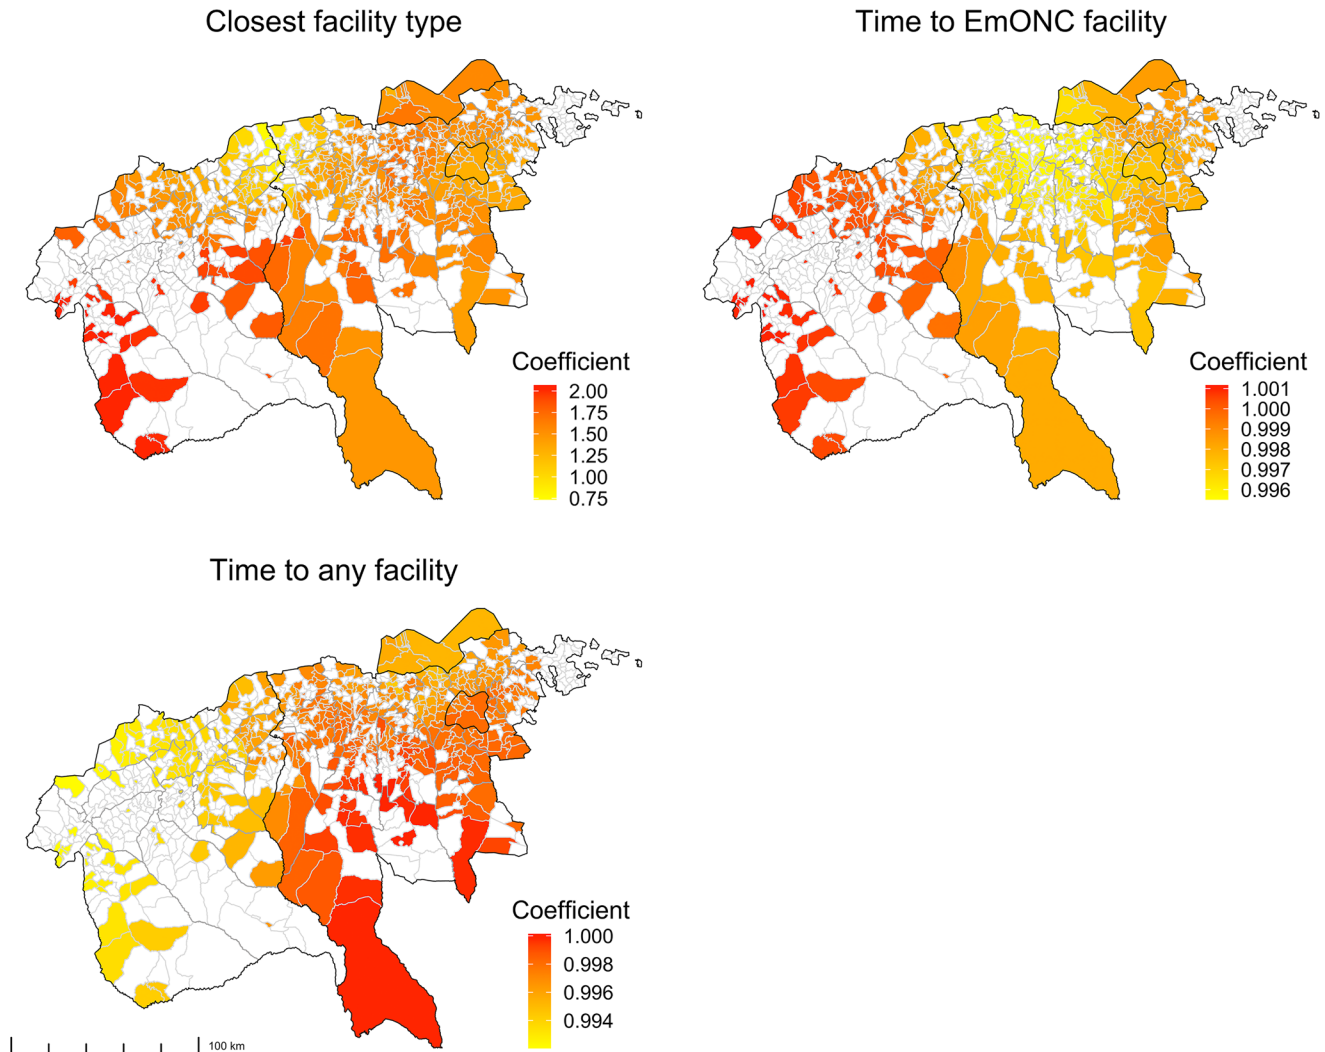 Closest facility type
Time to EmONC facility
Coefficient
2.00
1.75
1.50
1.25
1.00
0.75
Coefficient
1.001
1.000
0.999
0.998
0.997
0.996
Time to any facility
Coefficient
1.000
0.998
0.996
0.994
100 km